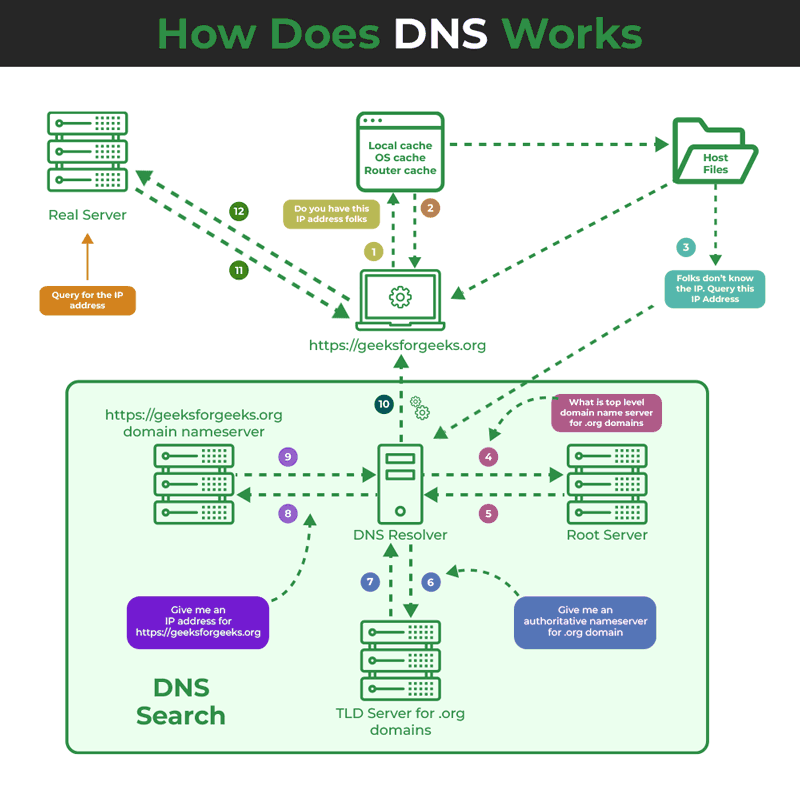 How Does DNS Works
Local cache
OS cache
Router cache
Host
Files
Real Server
Do you have this
IP address folks
2
12
1
11
3
Folks don't know
the IP. Query this
IP Address
Query for the IP
address
https://geeksforgeeks.org
10
What is top level
domain name server
for .org domains
https://geeksforgeeks.org
domain nameserver
9
4
8
5
DNS Resolver
Root Server
7
6
Give me an
IP address for
https://geeksforgeeks.org
Give me an
authoritative nameserver
for .org domain
DNS
Search
TLD Server for .org
domains